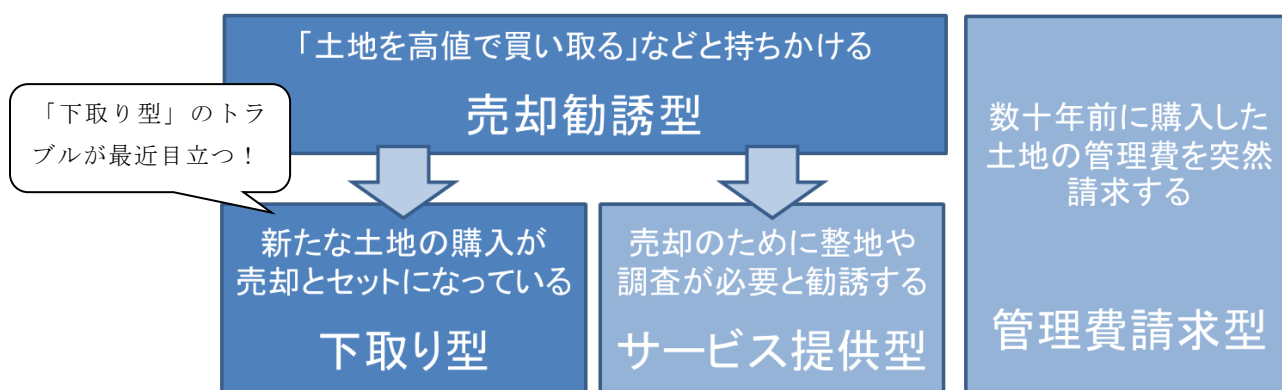 「土地を高値で買い取る」などと持ちかける
売却勧誘型
「下取り型」のトラ
ブルが最近目立つ！
新たな土地の購入が
売却とセットになっている
下取り型
売却のために整地や
調査が必要と勧誘する
サービス提供型
数十年前に購入した
土地の管理費を突然
請求する
管理費請求型